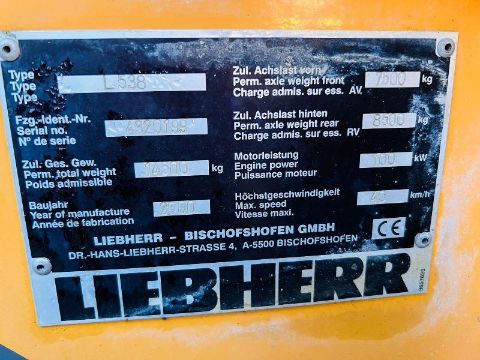 Type
Type
Type
L 538
Zul. Achslast vorn
Perm. axle weight front
Charge admis. sur ess. AV.
7500 kg
Fzg.-Ident.-Nr.
Serial no.
N° de serie
Zul. Achslast hinten
Perm. axle weight rear
Charge admis. sur ess. RV
8500 kg
Zul. Ges. Gew.
Perm. total weight
Poids admissible
14500 kg
Motorleistung
Engine power
Puissance moteur
100 kW
Baujahr
Year of manufacture
Année de fabrication
2000
Höchstgeschwindigkeit
Max. speed
Vitesse maxi.
km/h
LIEBHERR - BISCHOFSHOFEN GMBH
DR.-HANS-LIEBHERR-STRASSE 4, A-5500 BISCHOFSHOFEN
CE
LIEBHERR